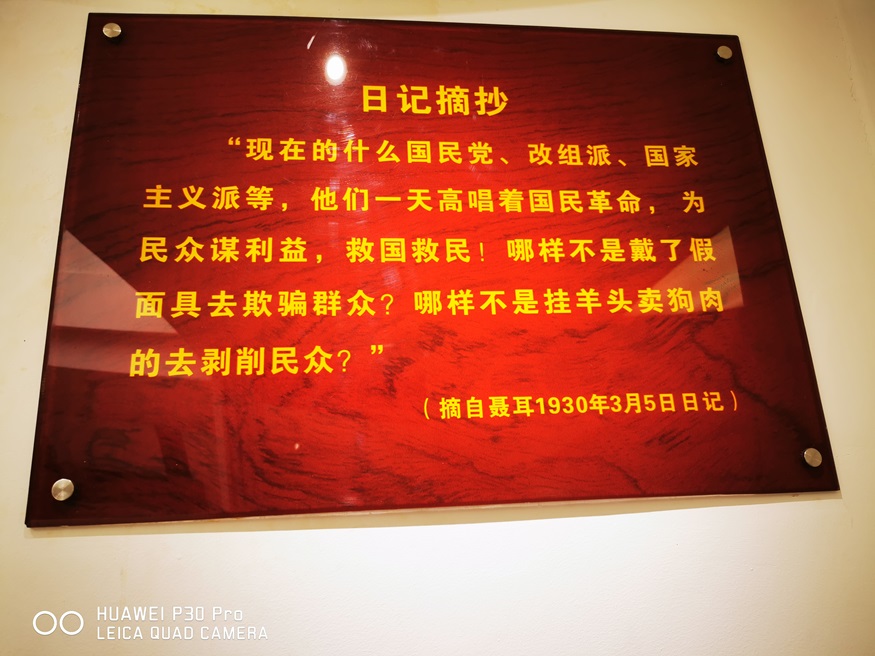 日记摘抄
“现在的什么国民党、改组派、国家
主义派等，他们一天高唱着国民革命，为
民众谋利益，救国救民！哪样不是戴了假
面具去欺骗群众？哪样不是挂羊头卖狗肉
的去剥削民众？”
（摘自聂耳1930年3月5日日记）
HUAWEI P30 Pro
LEICA QUAD CAMERA